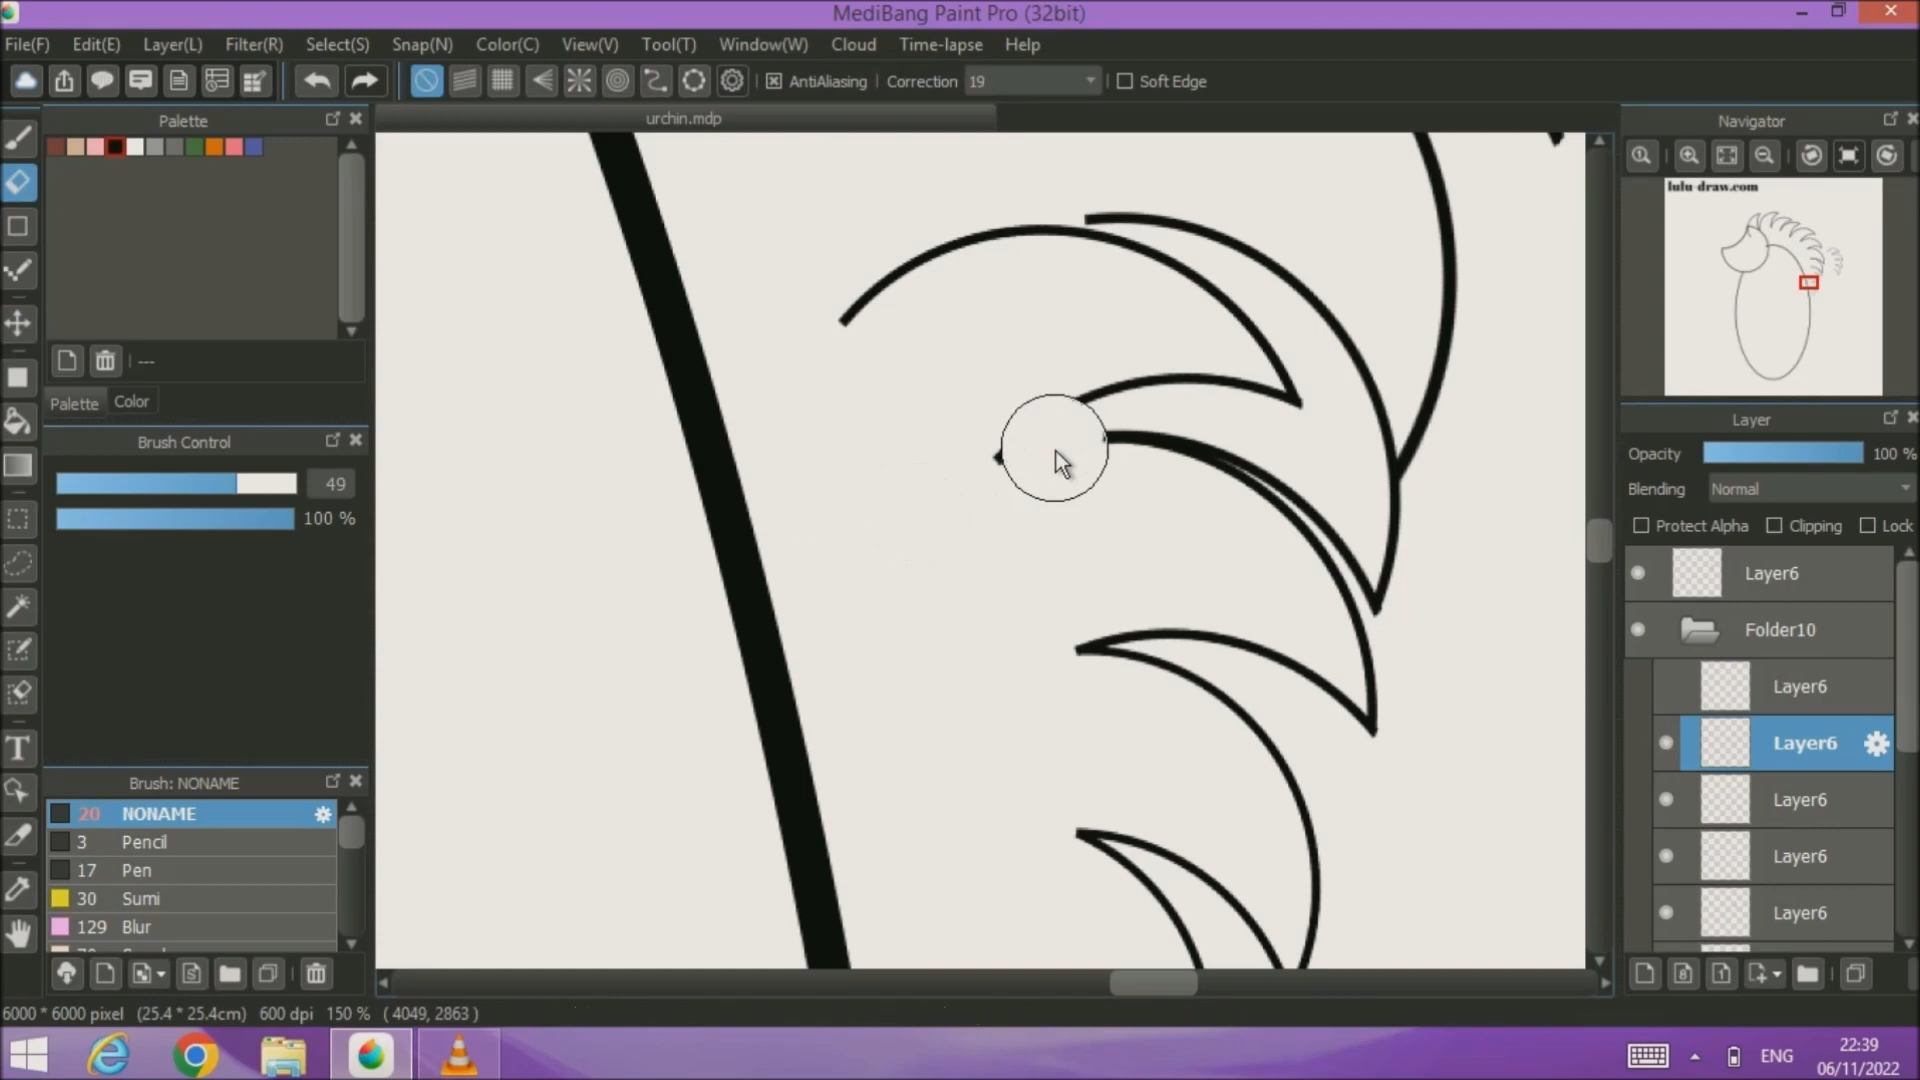 MediBang Paint Pro (32bit)
File(F) Edit(E) Layer(L) Filter(R) Select(S) Snap(N) Color(C) View(V) Tool(T) Window(W) Cloud Time-lapse Help
AntiAliasing Correction 19 Soft Edge
Palette
urchin.mdp
Navigator
lulu-draw.com
---
Palette Color
Brush Control
49
100 %
Layer
Opacity 100 %
Blending Normal
Protect Alpha Clipping Lock
Layer6
Folder10
Layer6
Layer6
Layer6
Layer6
Layer6
Brush: NONAME
20 NONAME
3 Pencil
17 Pen
30 Sumi
129 Blur
6000 * 6000 pixel (25.4 * 25.4cm) 600 dpi 150 % ( 4049, 2863 )
ENG
22:39
06/11/2022